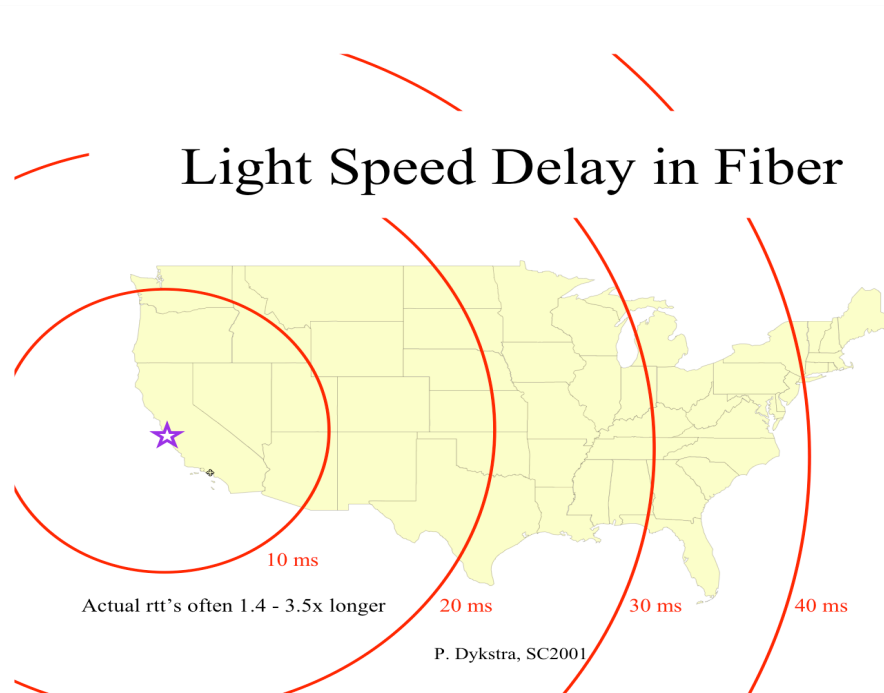 Light Speed Delay in Fiber
10 ms
Actual rtt's often 1.4 - 3.5x longer
20 ms
30 ms
40 ms
P. Dykstra, SC2001